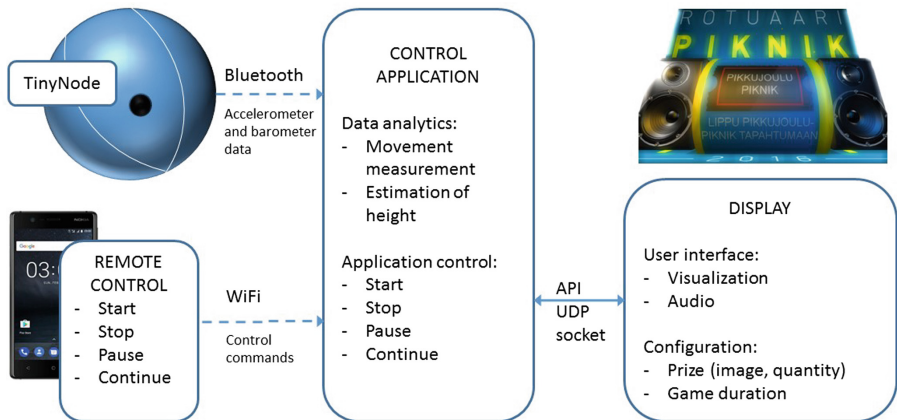 TinyNode
Bluetooth
Accelerometer
and barometer
data
CONTROL
APPLICATION
Data analytics:
- Movement
measurement
- Estimation of
height
Application control:
- Start
- Stop
- Pause
- Continue
ROTUAARI
PIKNIK
PIKKUJOULU
PIKNIK
LIPPU PIKKUJOULU-
PIKNIK TAPAHTUMAAN
2016
NOKIA
Google
REMOTE
CONTROL
- Start
- Stop
- Pause
- Continue
WiFi
Control
commands
API
UDP
socket
DISPLAY
User interface:
- Visualization
- Audio
Configuration:
- Prize (image, quantity)
- Game duration